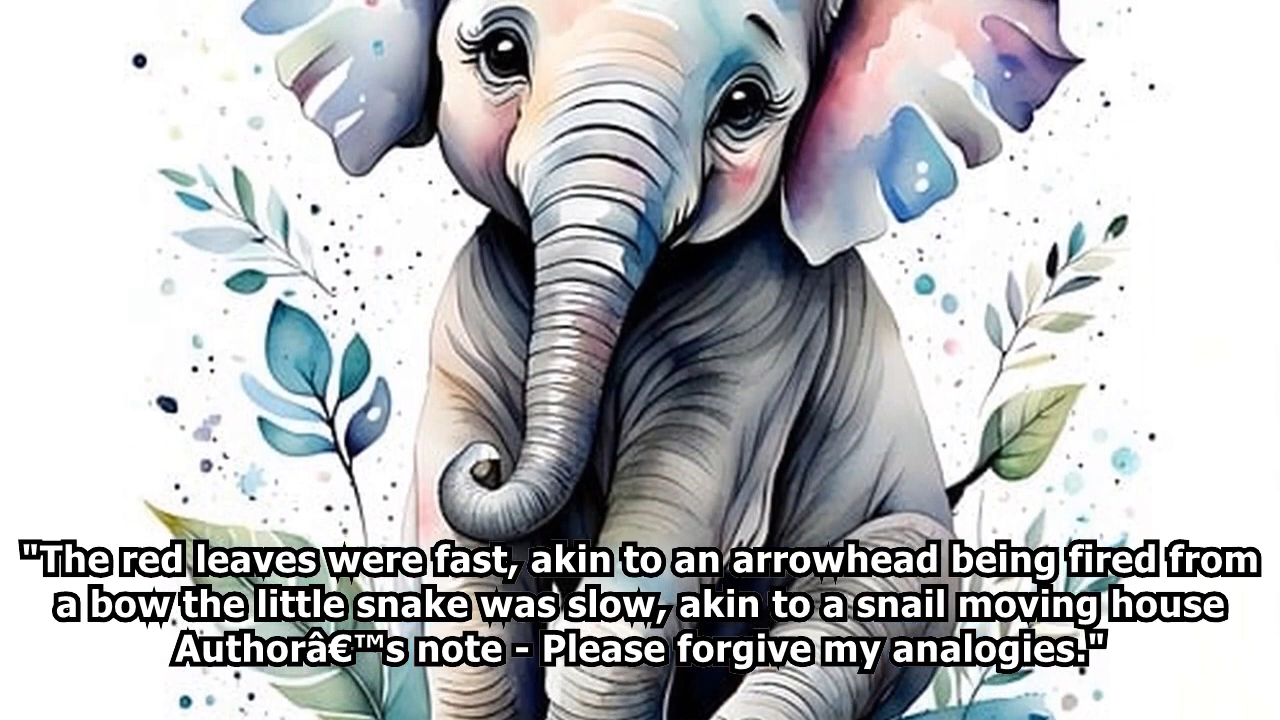 "The red leaves were fast, akin to an arrowhead being fired from
a bow the little snake was slow, akin to a snail moving house
Authorâ€™s note - Please forgive my analogies."